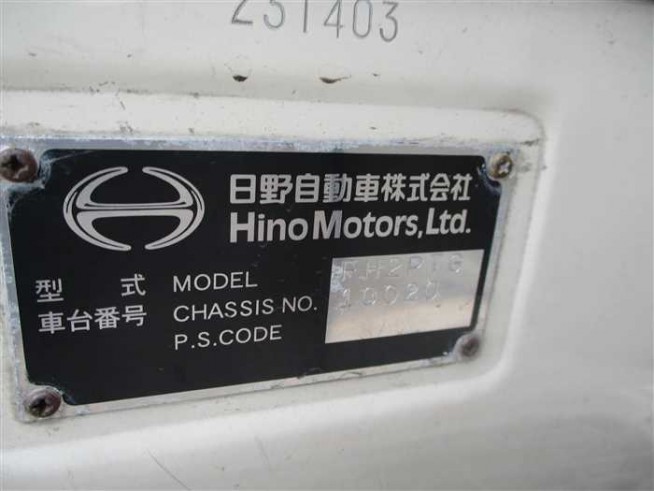 231403
日野自動車株式会社
Hino Motors, Ltd.
型 式 MODEL
車台番号 CHASSIS NO. 10020
P.S.CODE